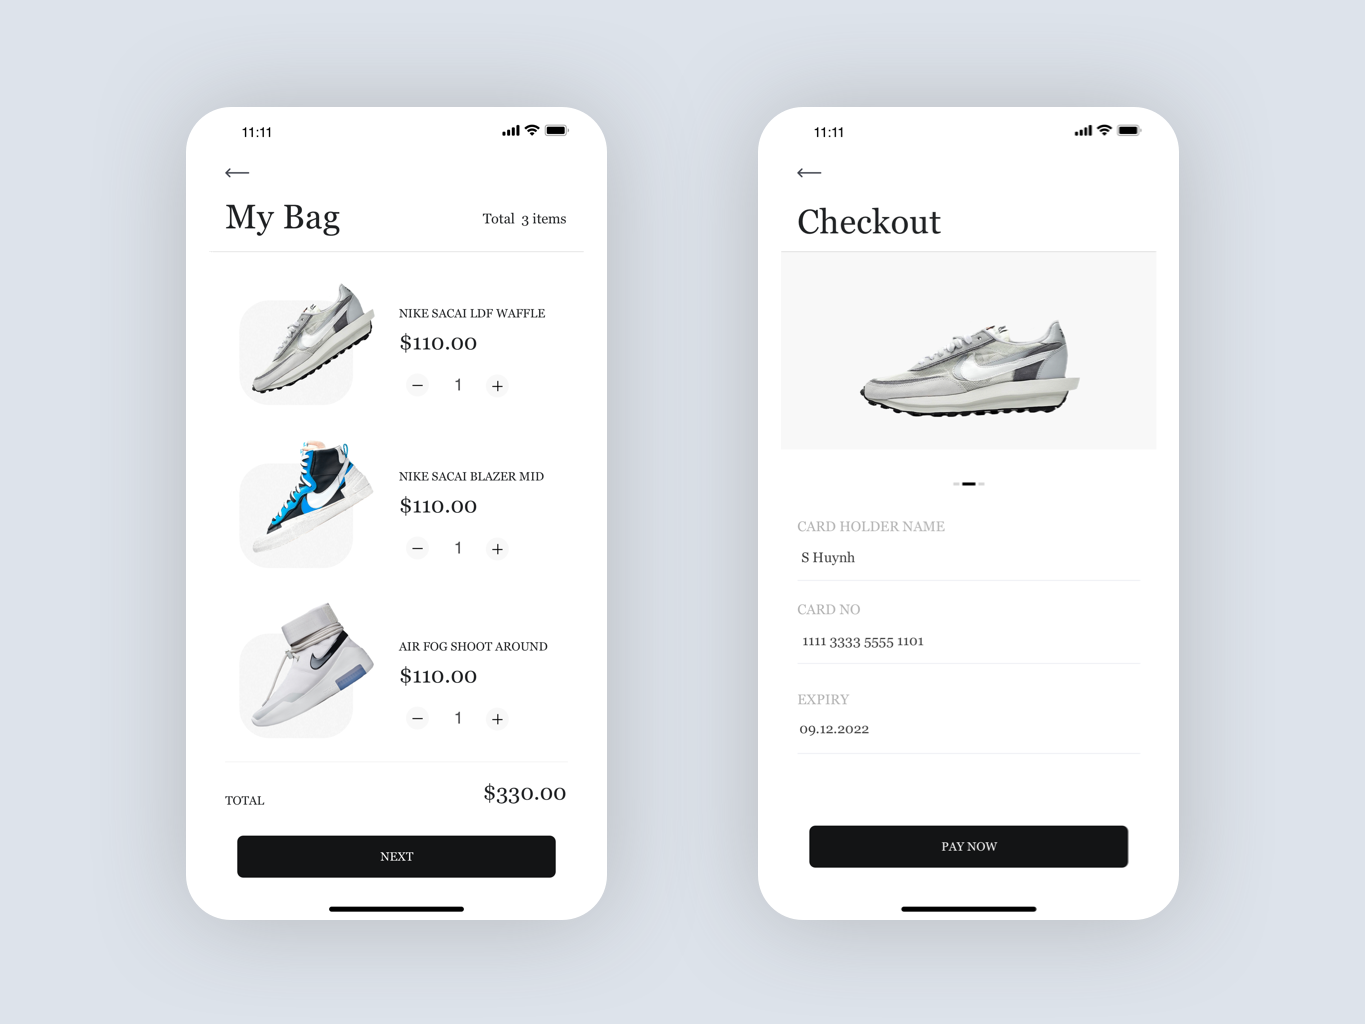 11:11
My Bag
Total 3 items
NIKE SACAI LDF WAFFLE
$110.00
− 1 +
NIKE SACAI BLAZER MID
$110.00
− 1 +
AIR FOG SHOOT AROUND
$110.00
− 1 +
TOTAL
$330.00
NEXT
11:11
Checkout
CARD HOLDER NAME
S Huynh
CARD NO
1111 3333 5555 1101
EXPIRY
09.12.2022
PAY NOW